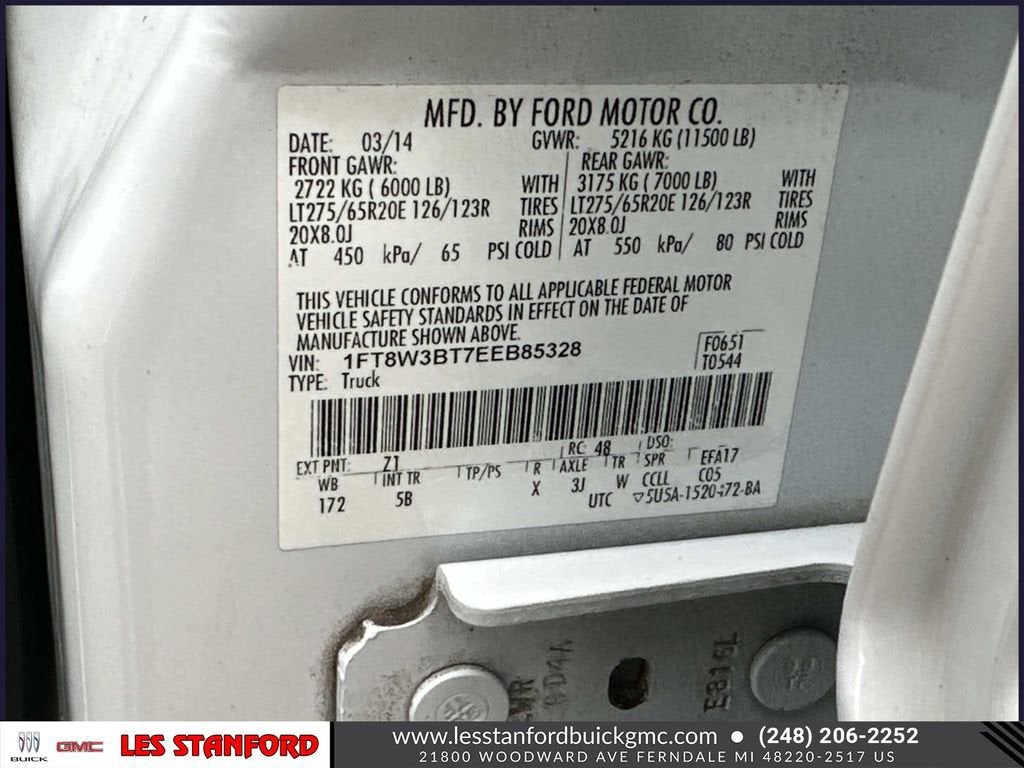 MFD. BY FORD MOTOR CO.
DATE: 03/14 GVWR: 5216 KG (11500 LB)
FRONT GAWR: REAR GAWR:
2722 KG ( 6000 LB) WITH 3175 KG ( 7000 LB) WITH
LT275/65R20E 126/123R TIRES LT275/65R20E 126/123R TIRES
20X8.0J RIMS 20X8.0J RIMS
AT 450 kPa/ 65 PSI COLD AT 550 kPa/ 80 PSI COLD
THIS VEHICLE CONFORMS TO ALL APPLICABLE FEDERAL MOTOR
VEHICLE SAFETY STANDARDS IN EFFECT ON THE DATE OF
MANUFACTURE SHOWN ABOVE.
VIN: 1FT8W3BT7EEB85328 F0651
TYPE: Truck T0544
EXT PNT: Z1 RC: 48 DSO:
WB INT TR TP/PS R AXLE TR SPR EFA17
172 5B X 3J W CCLL C05
UTC ▽5U5A-1520472-BA
E816L
BUICK GMC LES STANFORD
www.lesstanfordbuickgmc.com • (248) 206-2252
21800 WOODWARD AVE FERNDALE MI 48220-2517 US